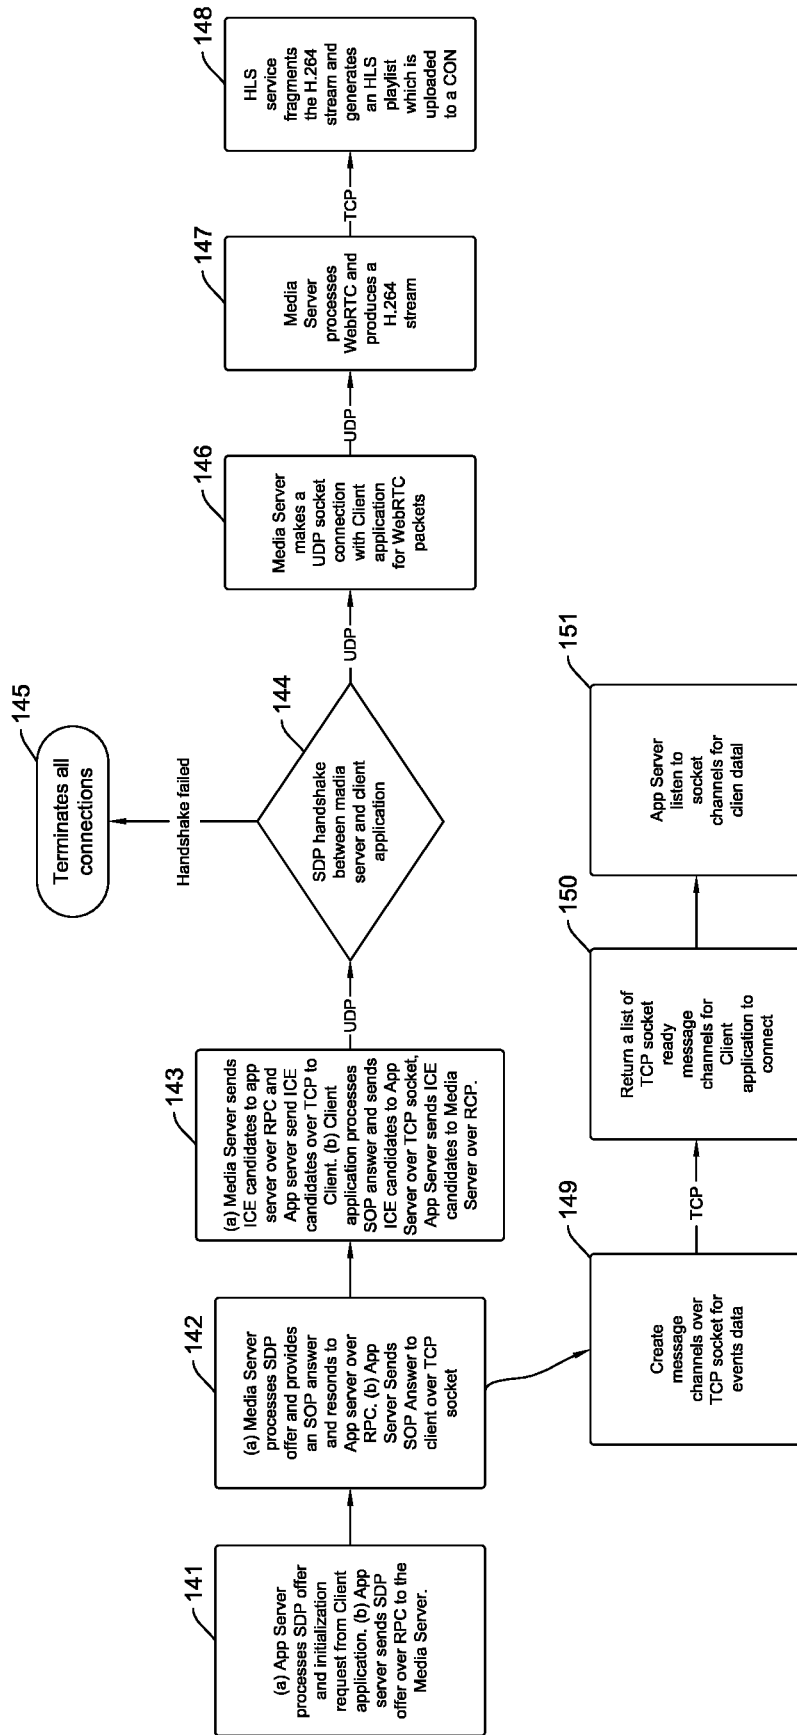 141
(a) App Server
processes SDP offer
and initialization
request from Client
application. (b) App
server sends SDP
offer over RPC to the
Media Server.
142
(a) Media Server
processes SDP
offer and provides
an SOP answer
and resonds to
App server over
RPC. (b) App
Server Sends
SOP Answer to
client over TCP
socket
143
(a) Media Server sends
ICE candidates to app
server over RPC and
App server send ICE
candidates over TCP to
Client. (b) Client
application processes
SOP answer and sends
ICE candidates to App
Server over TCP socket,
App Server sends ICE
candidates to Media
Server over RCP.
UDP
144
SDP handshake
between madia
server and client
application
Handshake failed
145
Terminates all
connections
UDP
146
Media Server
makes a
UDP socket
connection
with Client
application
for WebRTC
packets
UDP
147
Media
Server
processes
WebRTC and
produces a
H.264
stream
TCP
148
HLS
service
fragments
the H.264
stream and
generates
an HLS
playlist
which is
uploaded
to a CON
149
Create
message
channels over
TCP socket for
events data
TCP
150
Return a list of
TCP socket
ready
message
channels for
Client
application to
connect
151
App Server
listen to
socket
channels for
clien datal